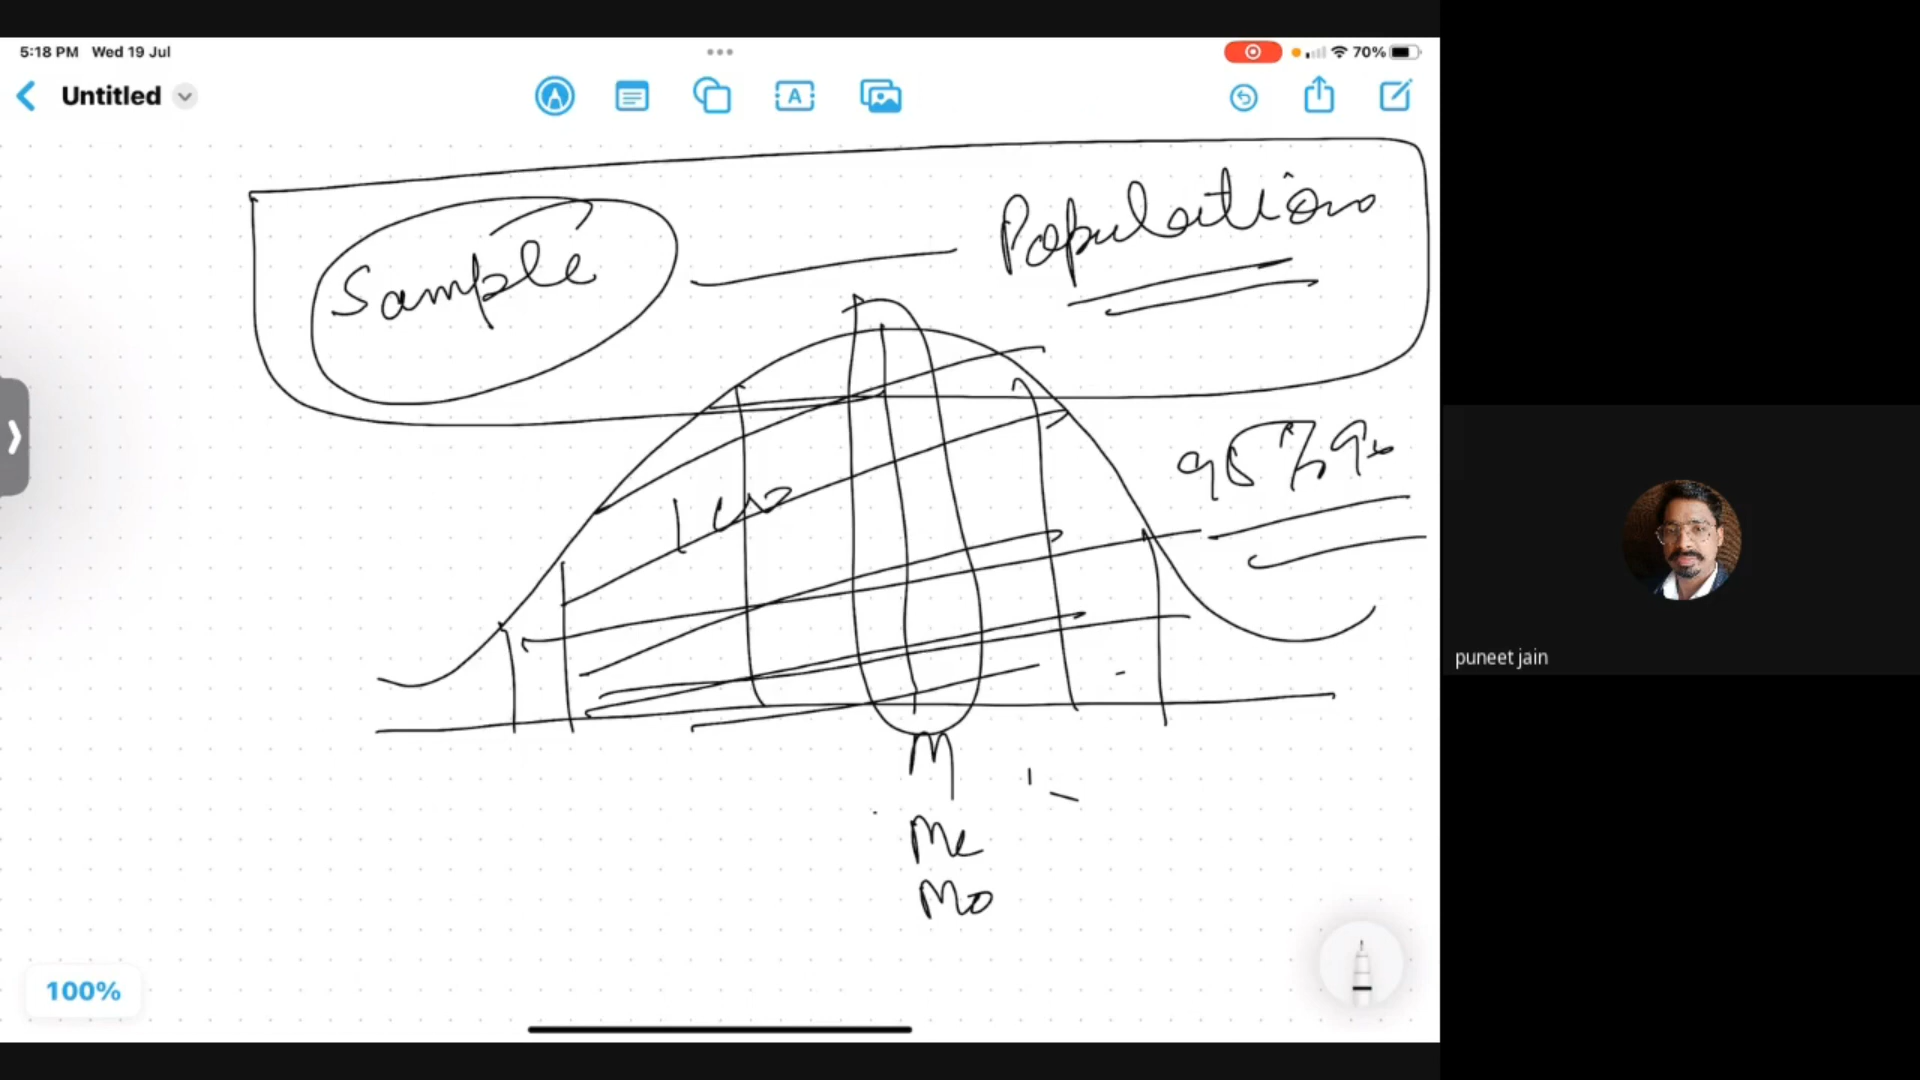 5:18 PM Wed 19 Jul
70%
Untitled
A
Sample Population
95%
M
Me
Mo
puneet jain
100%